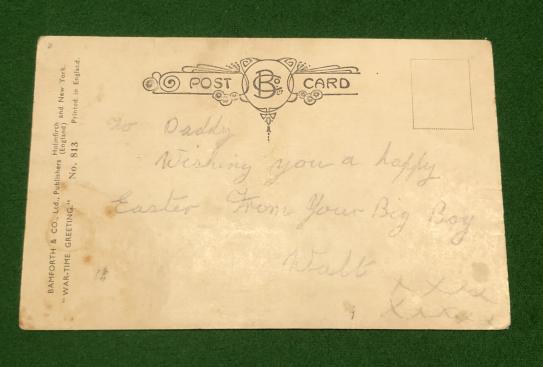 POST CARD
To Daddy
Wishing you a happy
Easter From Your Big Boy
Walt
BAMFORTH & CO., Ltd., Publishers Holmfirth and New York.
(England)
"WAR-TIME GREETING." No. 813 Printed in England.